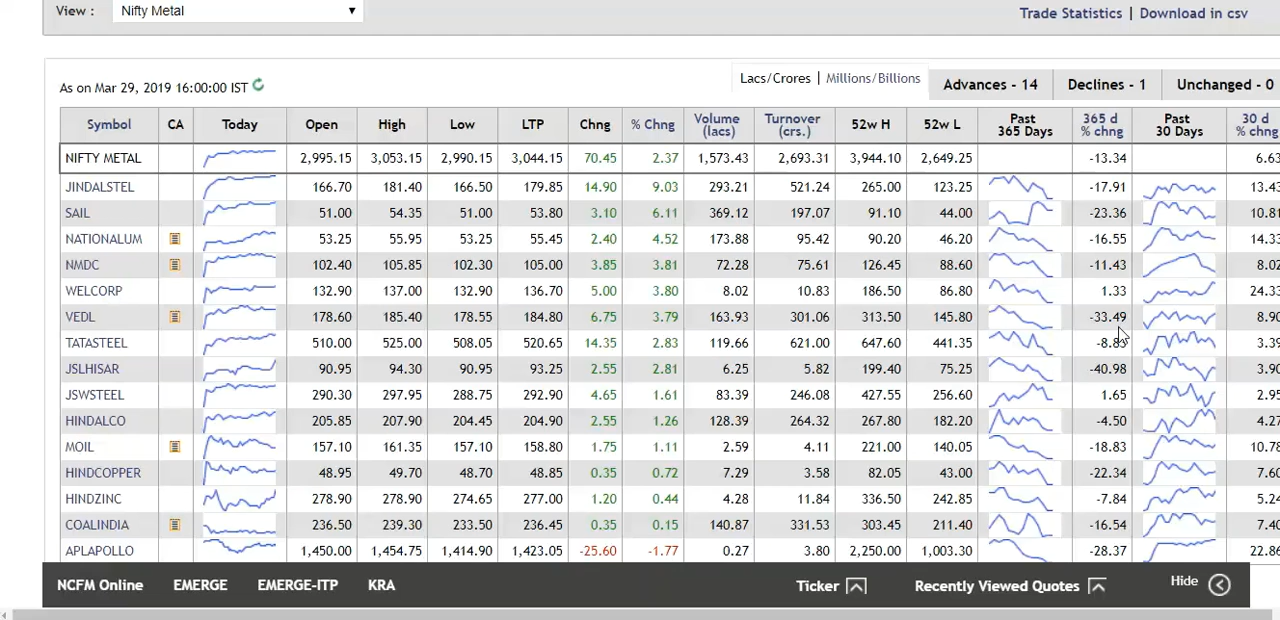 View : Nifty Metal
Trade Statistics | Download in csv
As on Mar 29, 2019 16:00:00 IST
Lacs/Crores | Millions/Billions Advances - 14 Declines - 1 Unchanged - 0
Symbol CA Today Open High Low LTP Chng % Chng Volume (lacs) Turnover (crs.) 52w H 52w L Past 365 Days 365 d % chng Past 30 Days 30 d % chng
NIFTY METAL 2,995.15 3,053.15 2,990.15 3,044.15 70.45 2.37 1,573.43 2,693.31 3,944.10 2,649.25 -13.34 6.63
JINDALSTEL 166.70 181.40 166.50 179.85 14.90 9.03 293.21 521.24 265.00 123.25 -17.91 13.43
SAIL 51.00 54.35 51.00 53.80 3.10 6.11 369.12 197.07 91.10 44.00 -23.36 10.81
NATIONALUM 53.25 55.95 53.25 55.45 2.40 4.52 173.88 95.42 90.20 46.20 -16.55 14.33
NMDC 102.40 105.85 102.30 105.00 3.85 3.81 72.28 75.61 126.45 88.60 -11.43 8.02
WELCORP 132.90 137.00 132.90 136.70 5.00 3.80 8.02 10.83 186.50 86.80 1.33 24.33
VEDL 178.60 185.40 178.55 184.80 6.75 3.79 163.93 301.06 313.50 145.80 -33.49 8.90
TATASTEEL 510.00 525.00 508.05 520.65 14.35 2.83 119.66 621.00 647.60 441.35 3.39
JSLHISAR 90.95 94.30 90.95 93.25 2.55 2.81 6.25 5.82 199.40 75.25 -40.98 3.90
JSWSTEEL 290.30 297.95 288.75 292.90 4.65 1.61 83.39 246.08 427.55 256.60 1.65 2.95
HINDALCO 205.85 207.90 204.45 204.90 2.55 1.26 128.39 264.32 267.80 182.20 -4.50 4.27
MOIL 157.10 161.35 157.10 158.80 1.75 1.11 2.59 4.11 221.00 140.05 -18.83 10.78
HINDCOPPER 48.95 49.70 48.70 48.85 0.35 0.72 7.29 3.58 82.05 43.00 -22.34 7.60
HINDZINC 278.90 278.90 274.65 277.00 1.20 0.44 4.28 11.84 336.50 242.85 -7.84 5.24
COALINDIA 236.50 239.30 233.50 236.45 0.35 0.15 140.87 331.53 303.45 211.40 -16.54 7.40
APLAPOLLO 1,450.00 1,454.75 1,414.90 1,423.05 -25.60 -1.77 0.27 3.80 2,250.00 1,003.30 -28.37 22.86
NCFM Online EMERGE EMERGE-ITP KRA Ticker Recently Viewed Quotes Hide